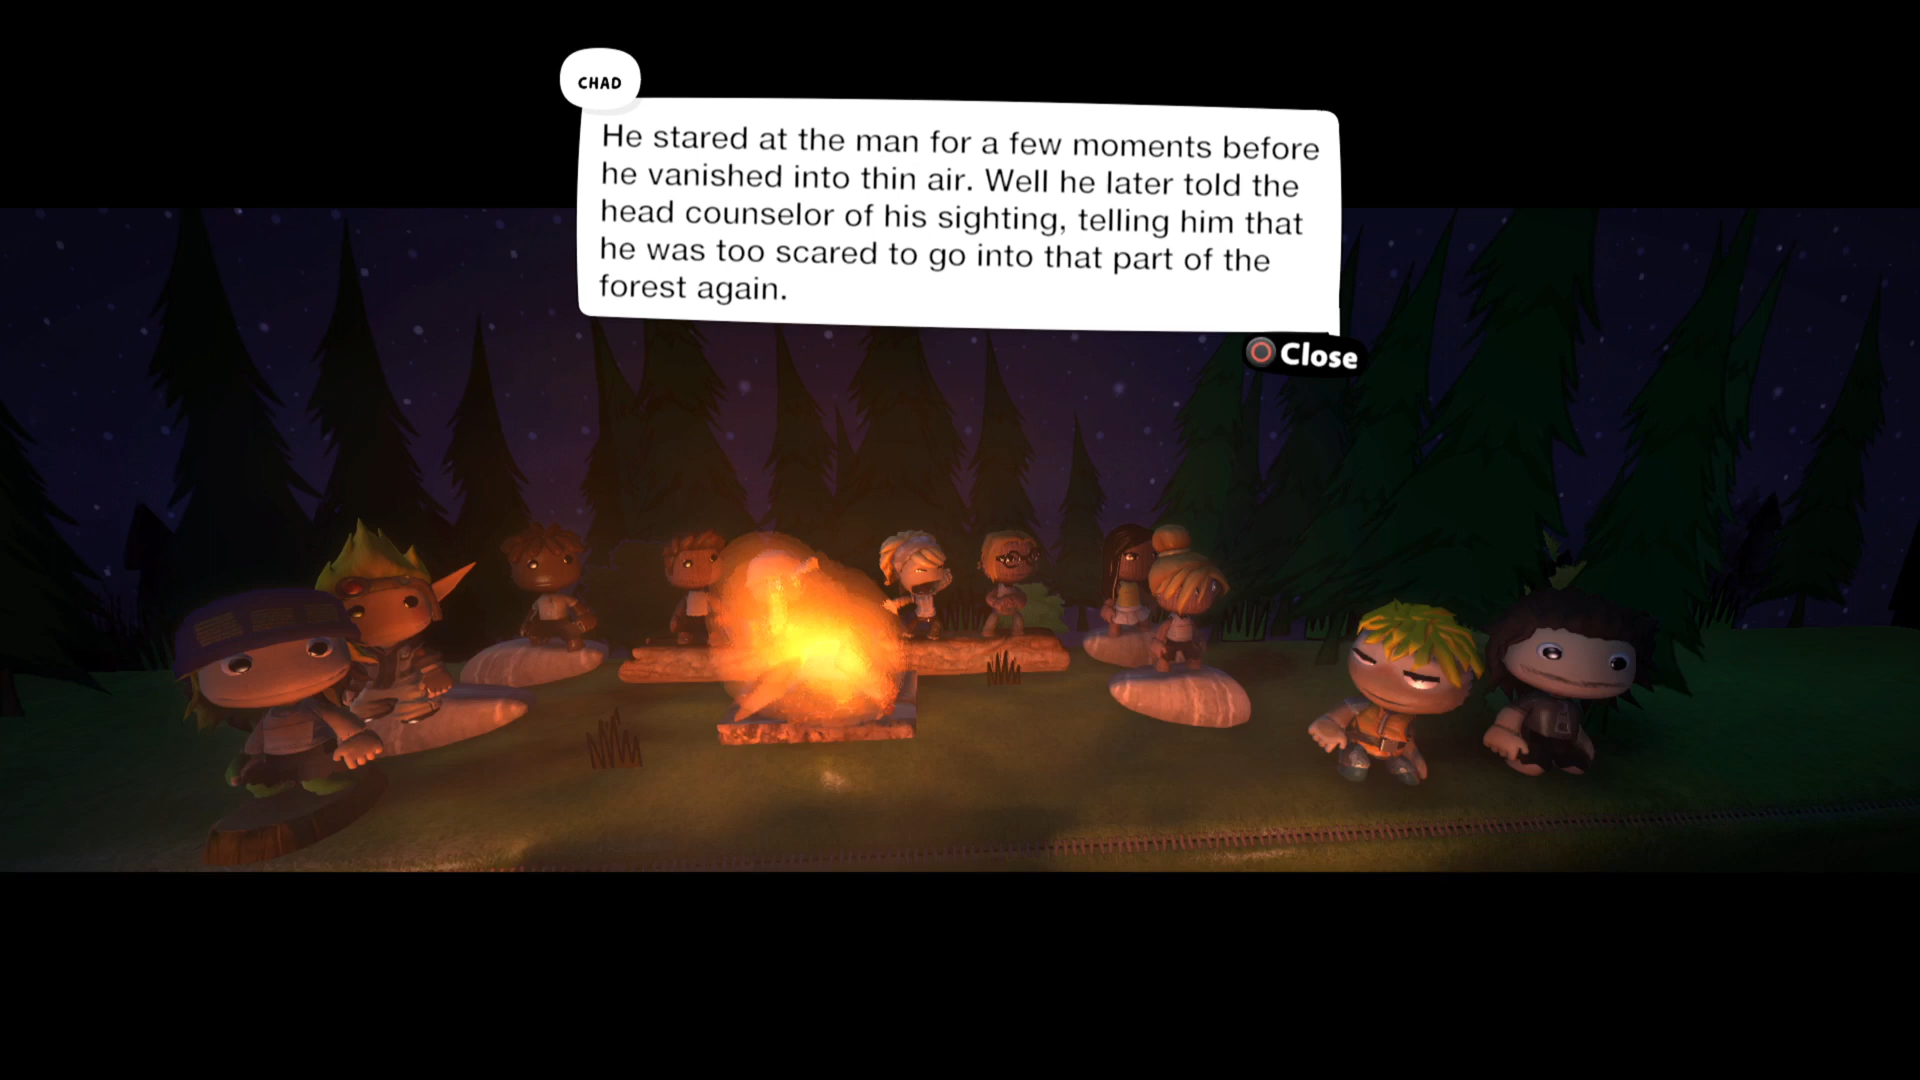 CHAD
He stared at the man for a few moments before
he vanished into thin air. Well he later told the
head counselor of his sighting, telling him that
he was too scared to go into that part of the
forest again.
Close